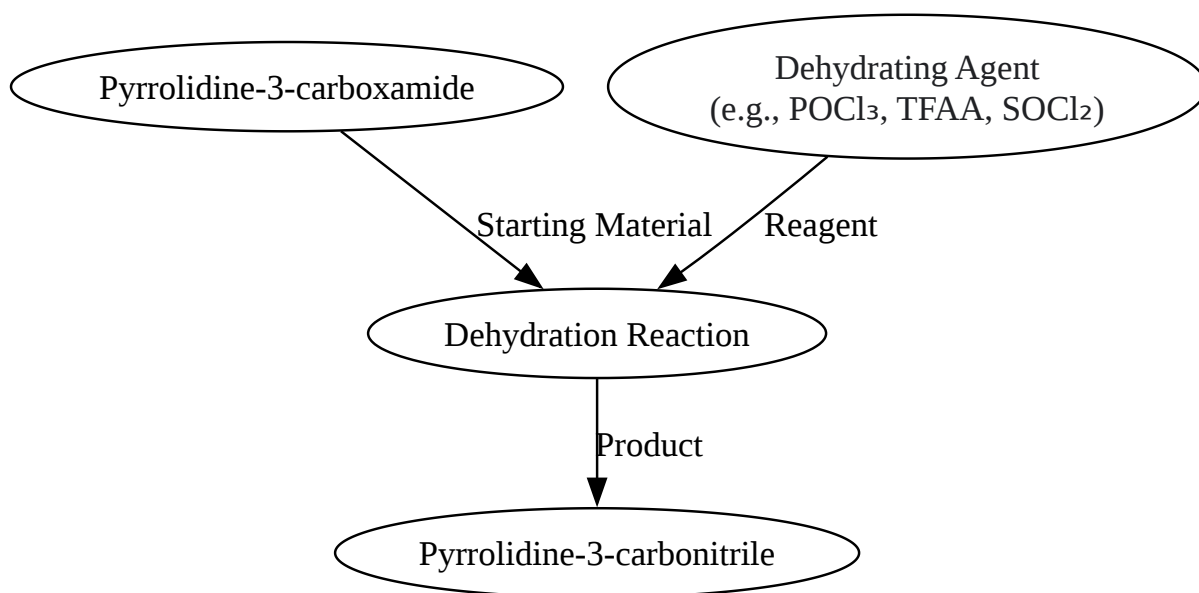 Pyrrolidine-3-carboxamide
Dehydrating Agent
(e.g., POCl₃, TFAA, SOCl₂)
Starting Material
Reagent
Dehydration Reaction
Product
Pyrrolidine-3-carbonitrile